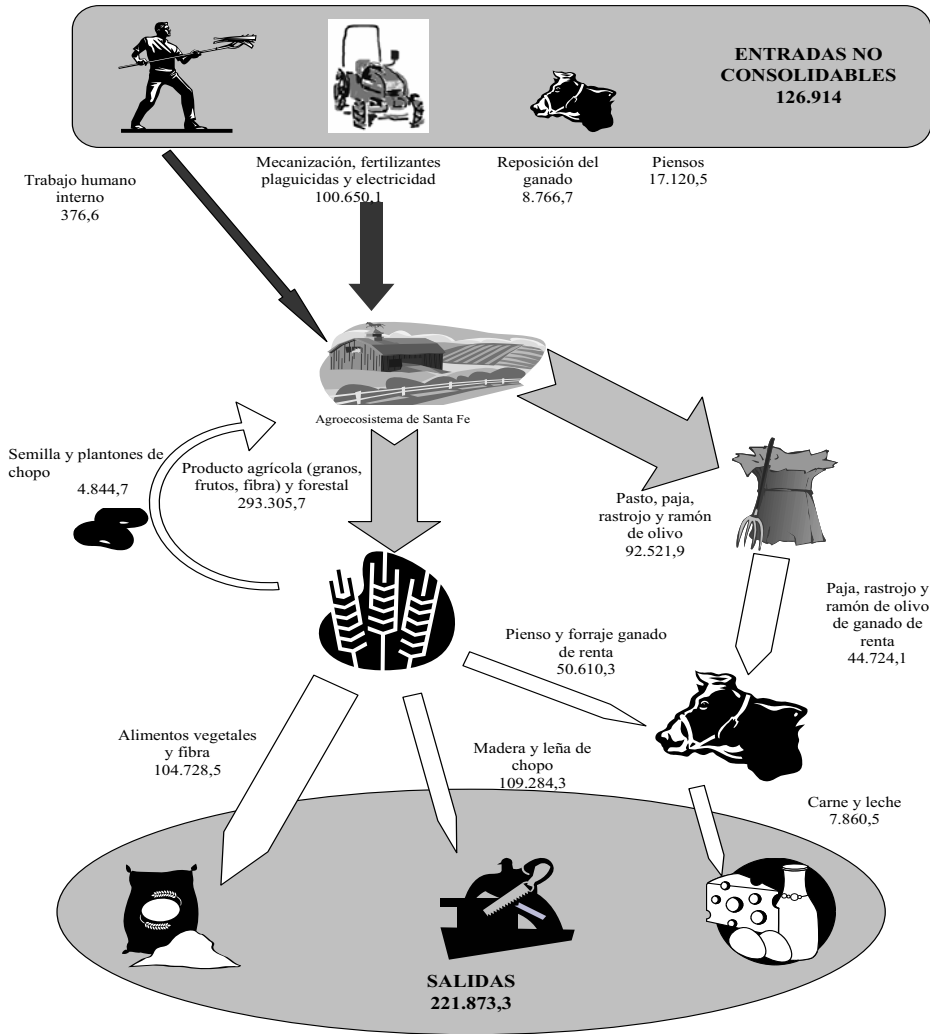 ENTRADAS NO
CONSOLIDABLES
126.914
Trabajo humano
interno
376,6
Mecanización, fertilizantes
plaguicidas y electricidad
100.650,1
Reposición del
ganado
8.766,7
Piensos
17.120,5
Agroecosistema de Santa Fe
Semilla y plantones de
chopo
4.844,7
Producto agrícola (granos,
frutos, fibra) y forestal
293.305,7
Pasto, paja,
rastrojo y ramón
de olivo
92.521,9
Paja, rastrojo y
ramón de olivo
de ganado de
renta
44.724,1
Pienso y forraje ganado
de renta
50.610,3
Alimentos vegetales
y fibra
104.728,5
Madera y leña de
chopo
109.284,3
Carne y leche
7.860,5
SALIDAS
221.873,3